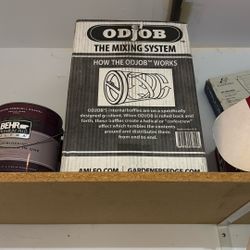 ODJOB
THE MIXING SYSTEM
HOW THE ODJOB™ WORKS
ODJOB'S internal baffles are on a specifically
designed gradient. When ODJOB is rolled back and
forth, these baffles create a helical or "corkscrew"
effect which tumbles the contents
around and distributes them
from end to end.
AMLEO.COM | GARDENERSEDGE.COM
BEHR